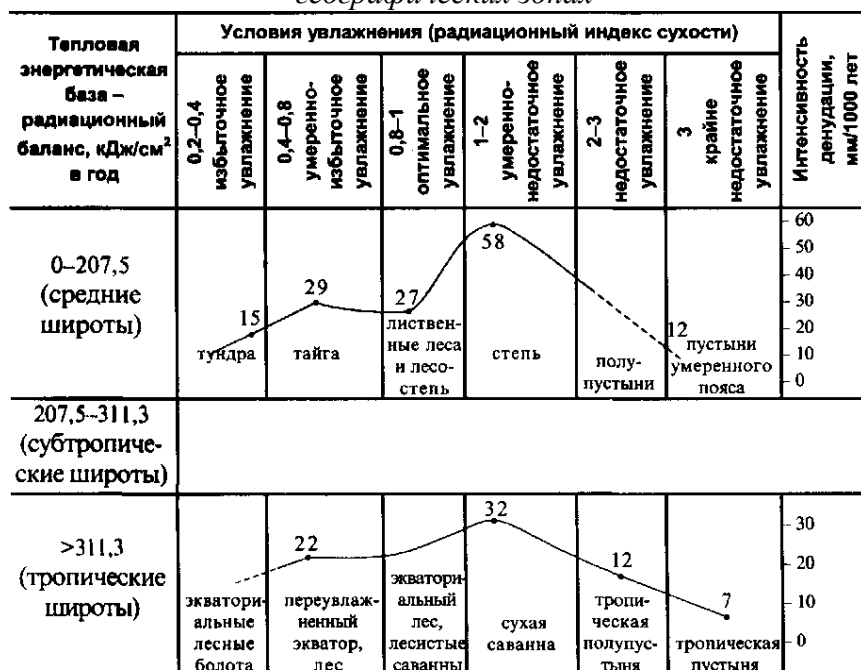 географических зонах
Тепловая
энергетическая
база –
радиационный
баланс, кДж/см²
в год
Условия увлажнения (радиационный индекс сухости)
0,2–0,4
избыточное
увлажнение
0,4–0,8
умеренно-
избыточное
увлажнение
0,8–1
оптимальное
увлажнение
1–2
умеренно-
недостаточное
увлажнение
2–3
недостаточное
увлажнение
3
крайне
недостаточное
увлажнение
Интенсивность
денудации,
мм/1000 лет
0–207,5
(средние
широты)
15
тундра
29
тайга
27
листвен-
ные леса
и лесо-
степь
58
степь
полу-
пустыни
12
пустыни
умеренного
пояса
60
50
40
30
20
10
0
207,5–311,3
(субтропиче-
ские широты)
>311,3
(тропические
широты)
экватори-
альные
лесные
болота
22
переувлаж-
ненный
экватор,
лес
экватори-
альный
лес,
лесистые
саванны
32
сухая
саванна
12
тропи-
ческая
полупус-
тыня
7
тропическая
пустыня
30
20
10
0